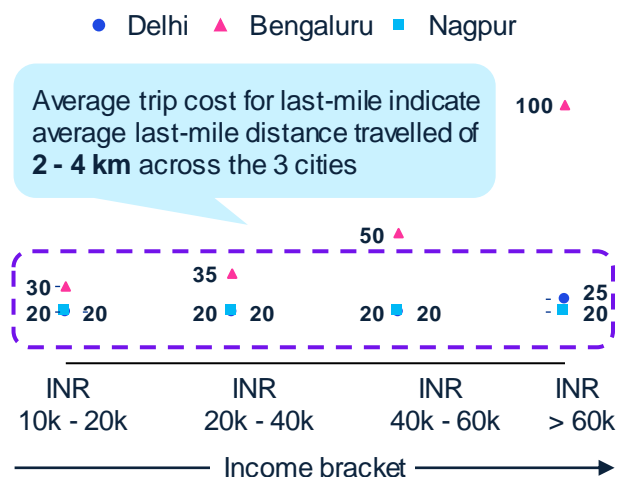 Delhi Bengaluru Nagpur
Average trip cost for last-mile indicate
average last-mile distance travelled of
2 - 4 km across the 3 cities
100
50
35
30
25
20 20 20 20 20 20 20
INR INR INR INR
10k - 20k 20k - 40k 40k - 60k > 60k
Income bracket